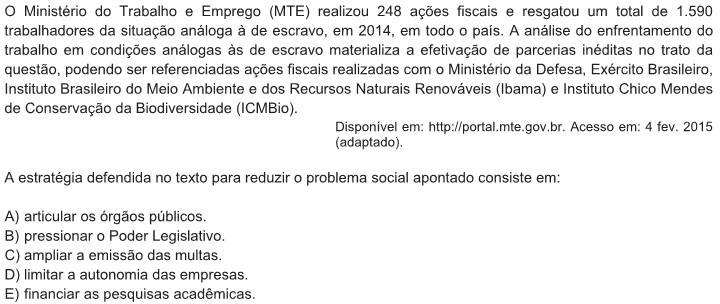 O Ministério do Trabalho e Emprego (MTE) realizou 248 ações fiscais e resgatou um total de 1.590
trabalhadores da situação análoga à de escravo, em 2014, em todo o país. A análise do enfrentamento do
trabalho em condições análogas às de escravo materializa a efetivação de parcerias inéditas no trato da
questão, podendo ser referenciadas ações fiscais realizadas com o Ministério da Defesa, Exército Brasileiro,
Instituto Brasileiro do Meio Ambiente e dos Recursos Naturais Renováveis (Ibama) e Instituto Chico Mendes
de Conservação da Biodiversidade (ICMBio).
Disponível em: http://portal.mte.gov.br. Acesso em: 4 fev. 2015
(adaptado).
A estratégia defendida no texto para reduzir o problema social apontado consiste em:
A) articular os órgãos públicos.
B) pressionar o Poder Legislativo.
C) ampliar a emissão das multas.
D) limitar a autonomia das empresas.
E) financiar as pesquisas acadêmicas.